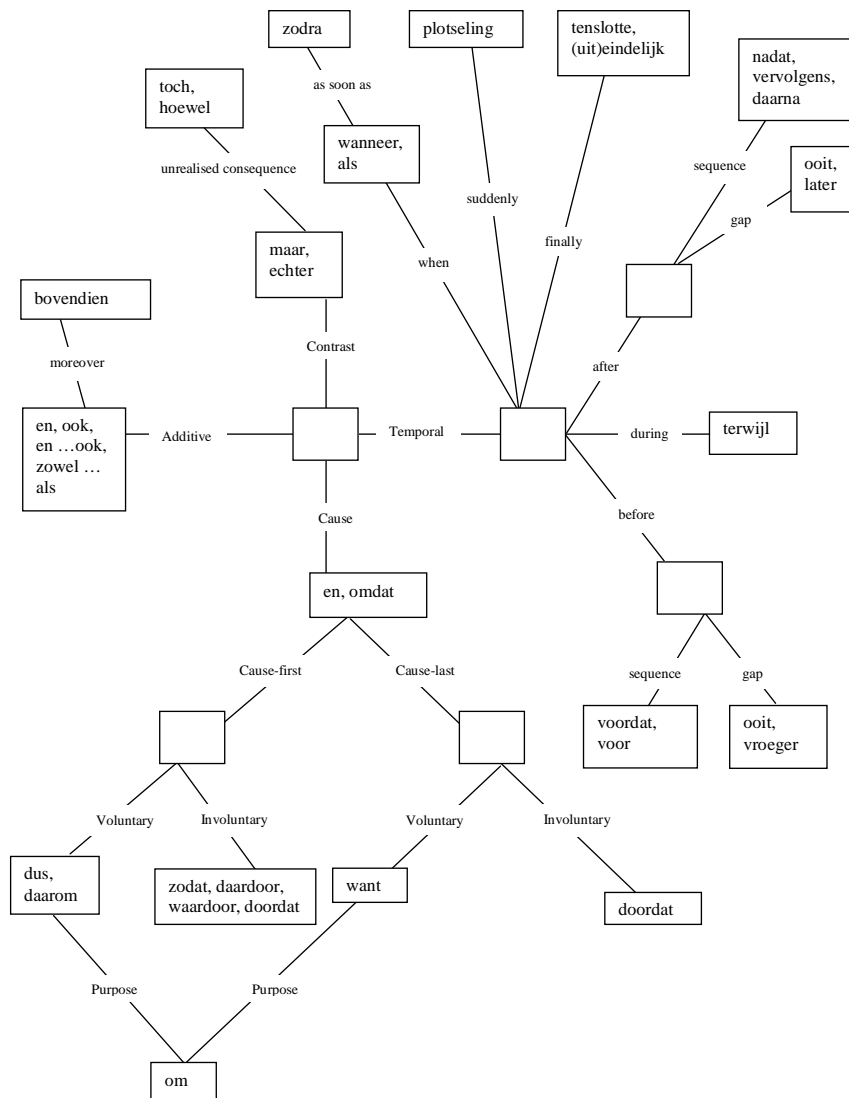 zodra
plotseling
tenslotte,
(uit)eindelijk
nadat,
vervolgens,
daarna
toch,
hoewel
as soon as
wanneer,
als
unrealised consequence
sequence
ooit,
later
suddenly
gap
maar,
echter
when
finally
bovendien
Contrast
moreover
after
en, ook,
en …ook,
zowel …
als
Additive
Temporal
during
terwijl
Cause
before
en, omdat
Cause-first
Cause-last
sequence
gap
voordat,
voor
ooit,
vroeger
Voluntary
Involuntary
Voluntary
Involuntary
dus,
daarom
zodat, daardoor,
waardoor, doordat
want
doordat
Purpose
Purpose
om